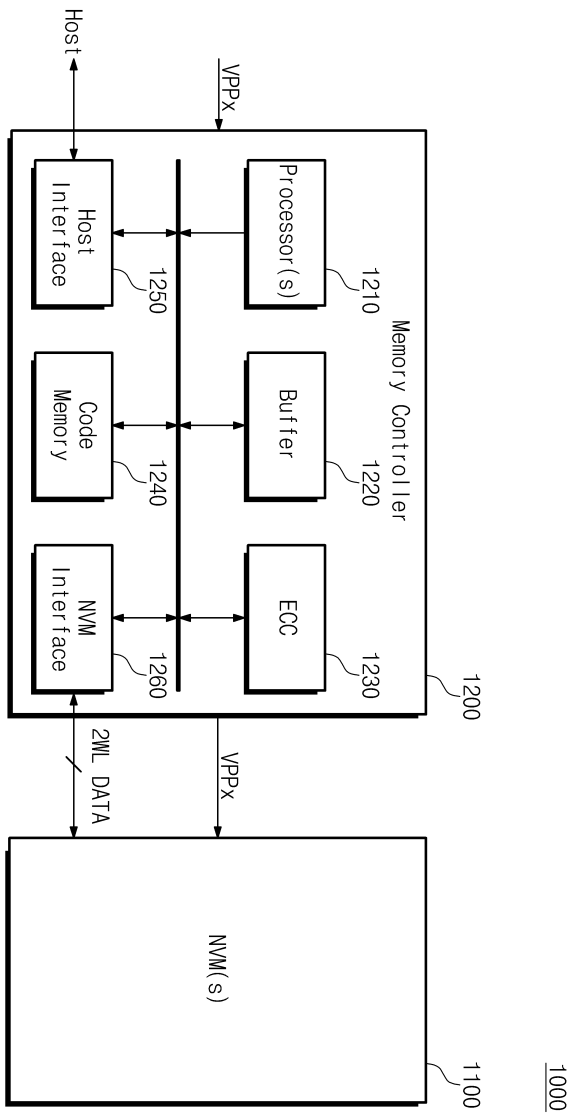 1000
1200
1100
Memory Controller
VPPx
Processor(s)
1210
Buffer
1220
ECC
1230
VPPx
NVM(s)
Host
Host
Interface
1250
Code
Memory
1240
NVM
Interface
1260
2WL DATA